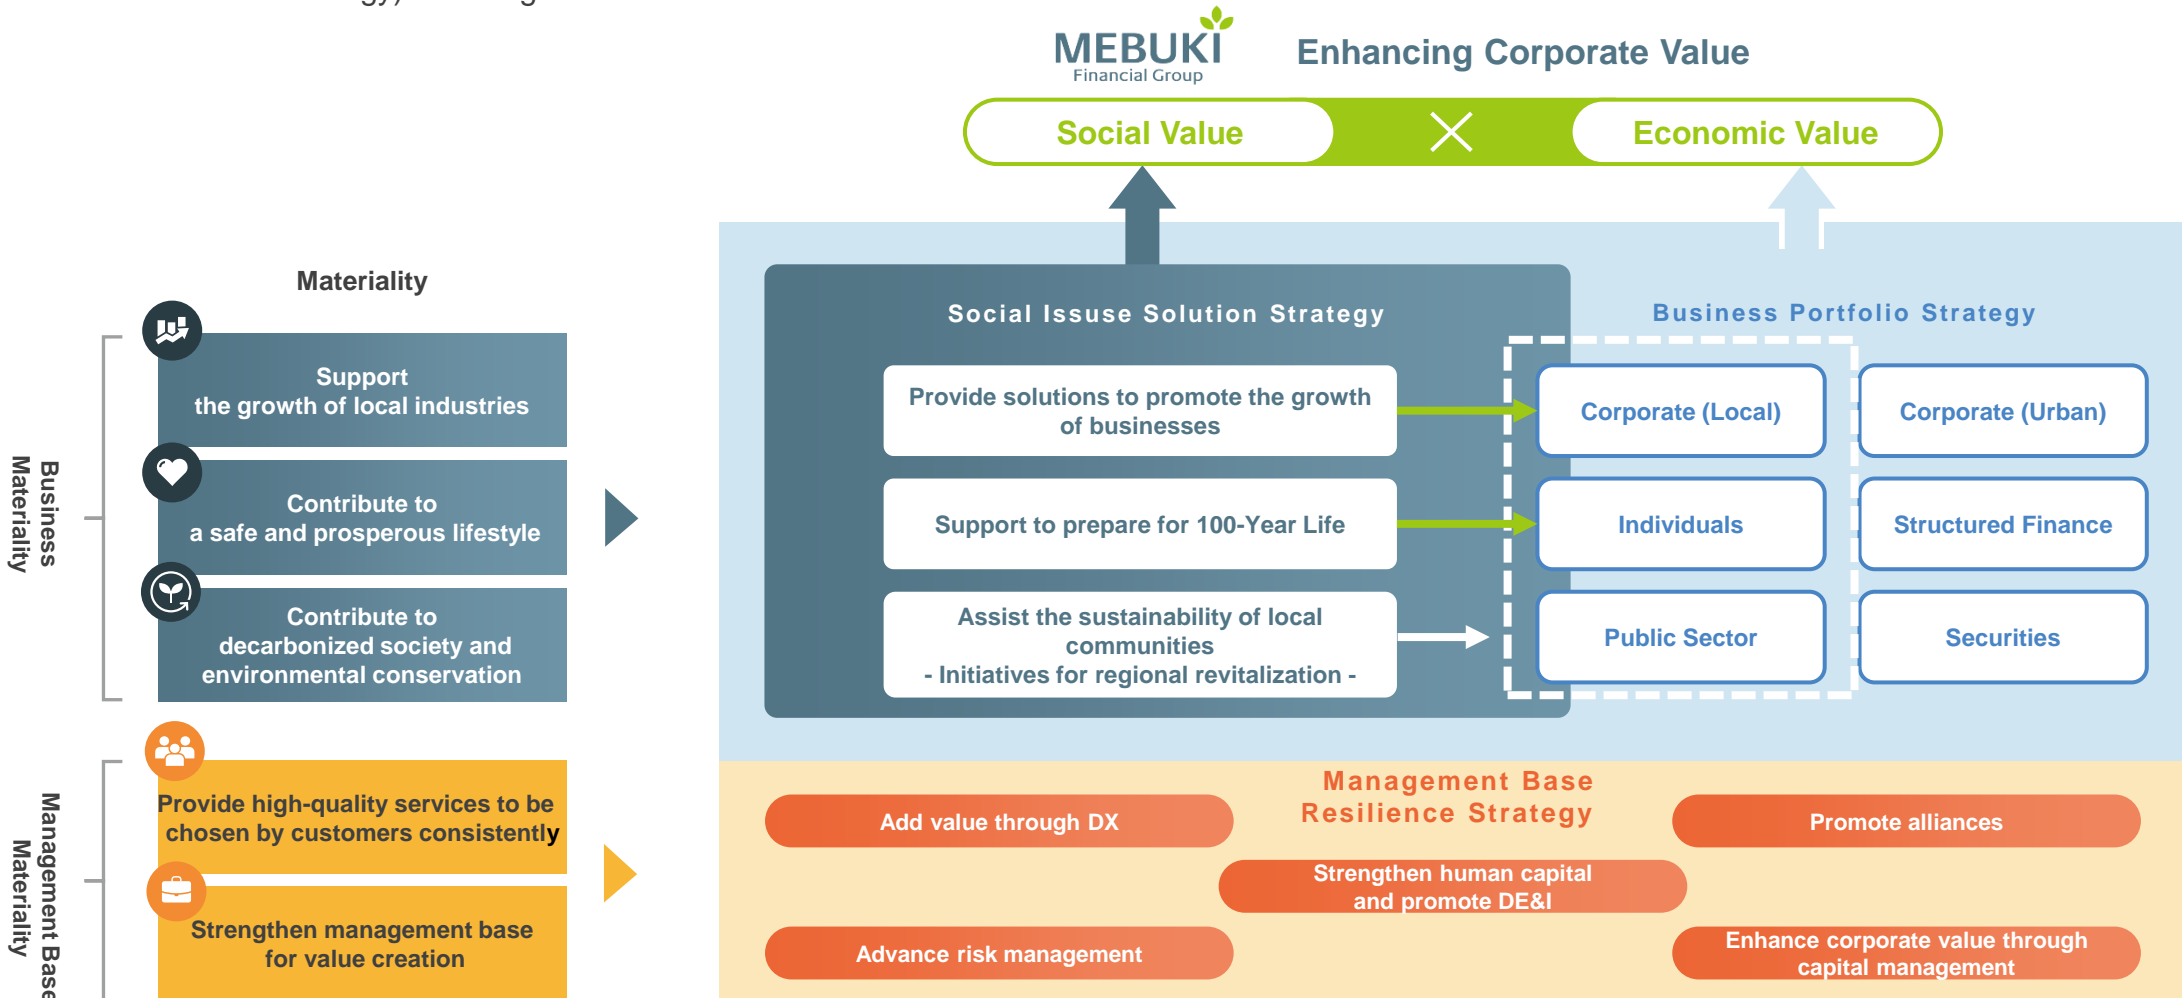 MEBUKI
Financial Group
Enhancing Corporate Value
Social Value
Economic Value
Materiality
Business
Materiality
Support
the growth of local industries
Contribute to
a safe and prosperous lifestyle
Contribute to
decarbonized society and
environmental conservation
Social Issuse Solution Strategy
Provide solutions to promote the growth
of businesses
Support to prepare for 100-Year Life
Assist the sustainability of local
communities
- Initiatives for regional revitalization -
Business Portfolio Strategy
Corporate (Local)
Corporate (Urban)
Individuals
Structured Finance
Public Sector
Securities
Management Base
Materiality
Provide high-quality services to be
chosen by customers consistently
Strengthen management base
for value creation
Management Base
Resilience Strategy
Add value through DX
Promote alliances
Strengthen human capital
and promote DE&I
Advance risk management
Enhance corporate value through
capital management